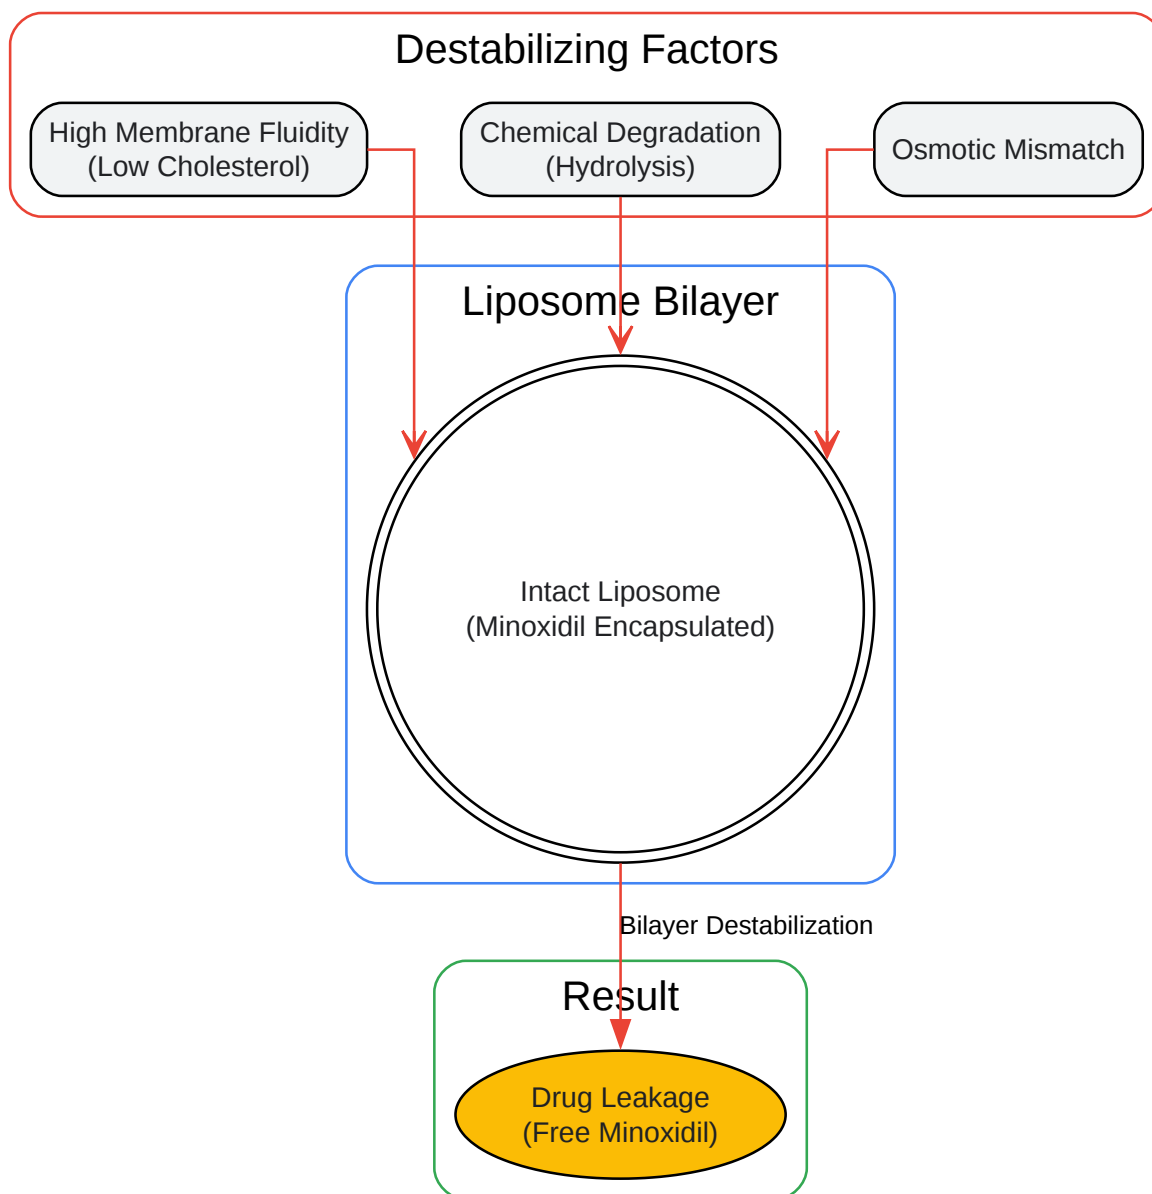 Destabilizing Factors
High Membrane Fluidity
(Low Cholesterol)
Chemical Degradation
(Hydrolysis)
Osmotic Mismatch
Liposome Bilayer
Intact Liposome
(Minoxidil Encapsulated)
Bilayer Destabilization
Result
Drug Leakage
(Free Minoxidil)